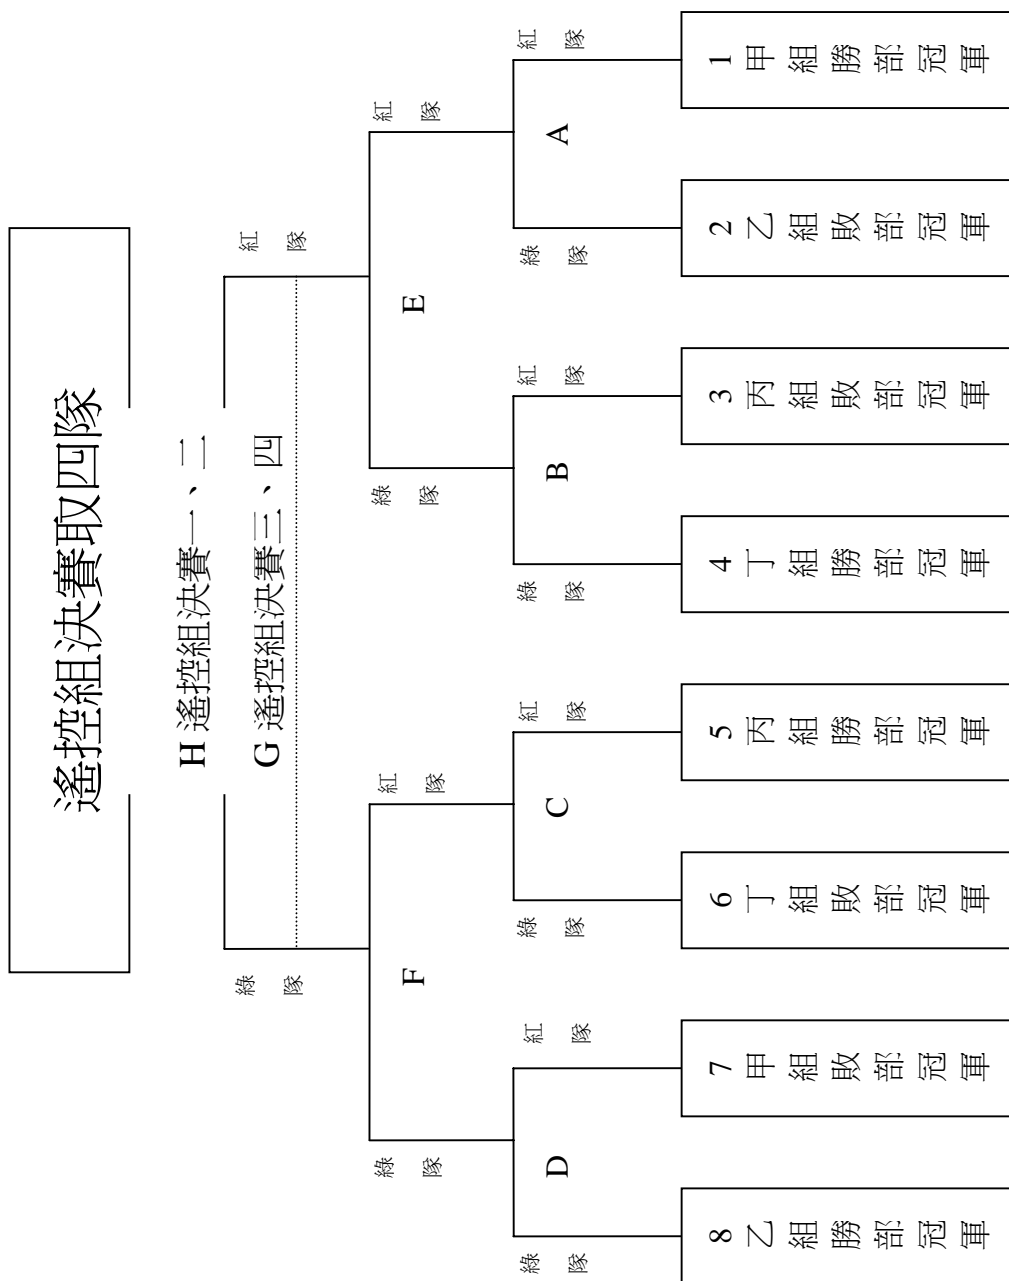 遙控組決賽取四隊
H 遙控組決賽一、二
G 遙控組決賽三、四
綠隊
紅隊
綠隊
F
紅隊
綠隊
E
紅隊
綠隊
D
紅隊
綠隊
C
紅隊
綠隊
B
紅隊
綠隊
A
紅隊
8乙組勝部冠軍
7甲組敗部冠軍
6丁組敗部冠軍
5丙組勝部冠軍
4丁組勝部冠軍
3丙組敗部冠軍
2乙組敗部冠軍
1甲組勝部冠軍